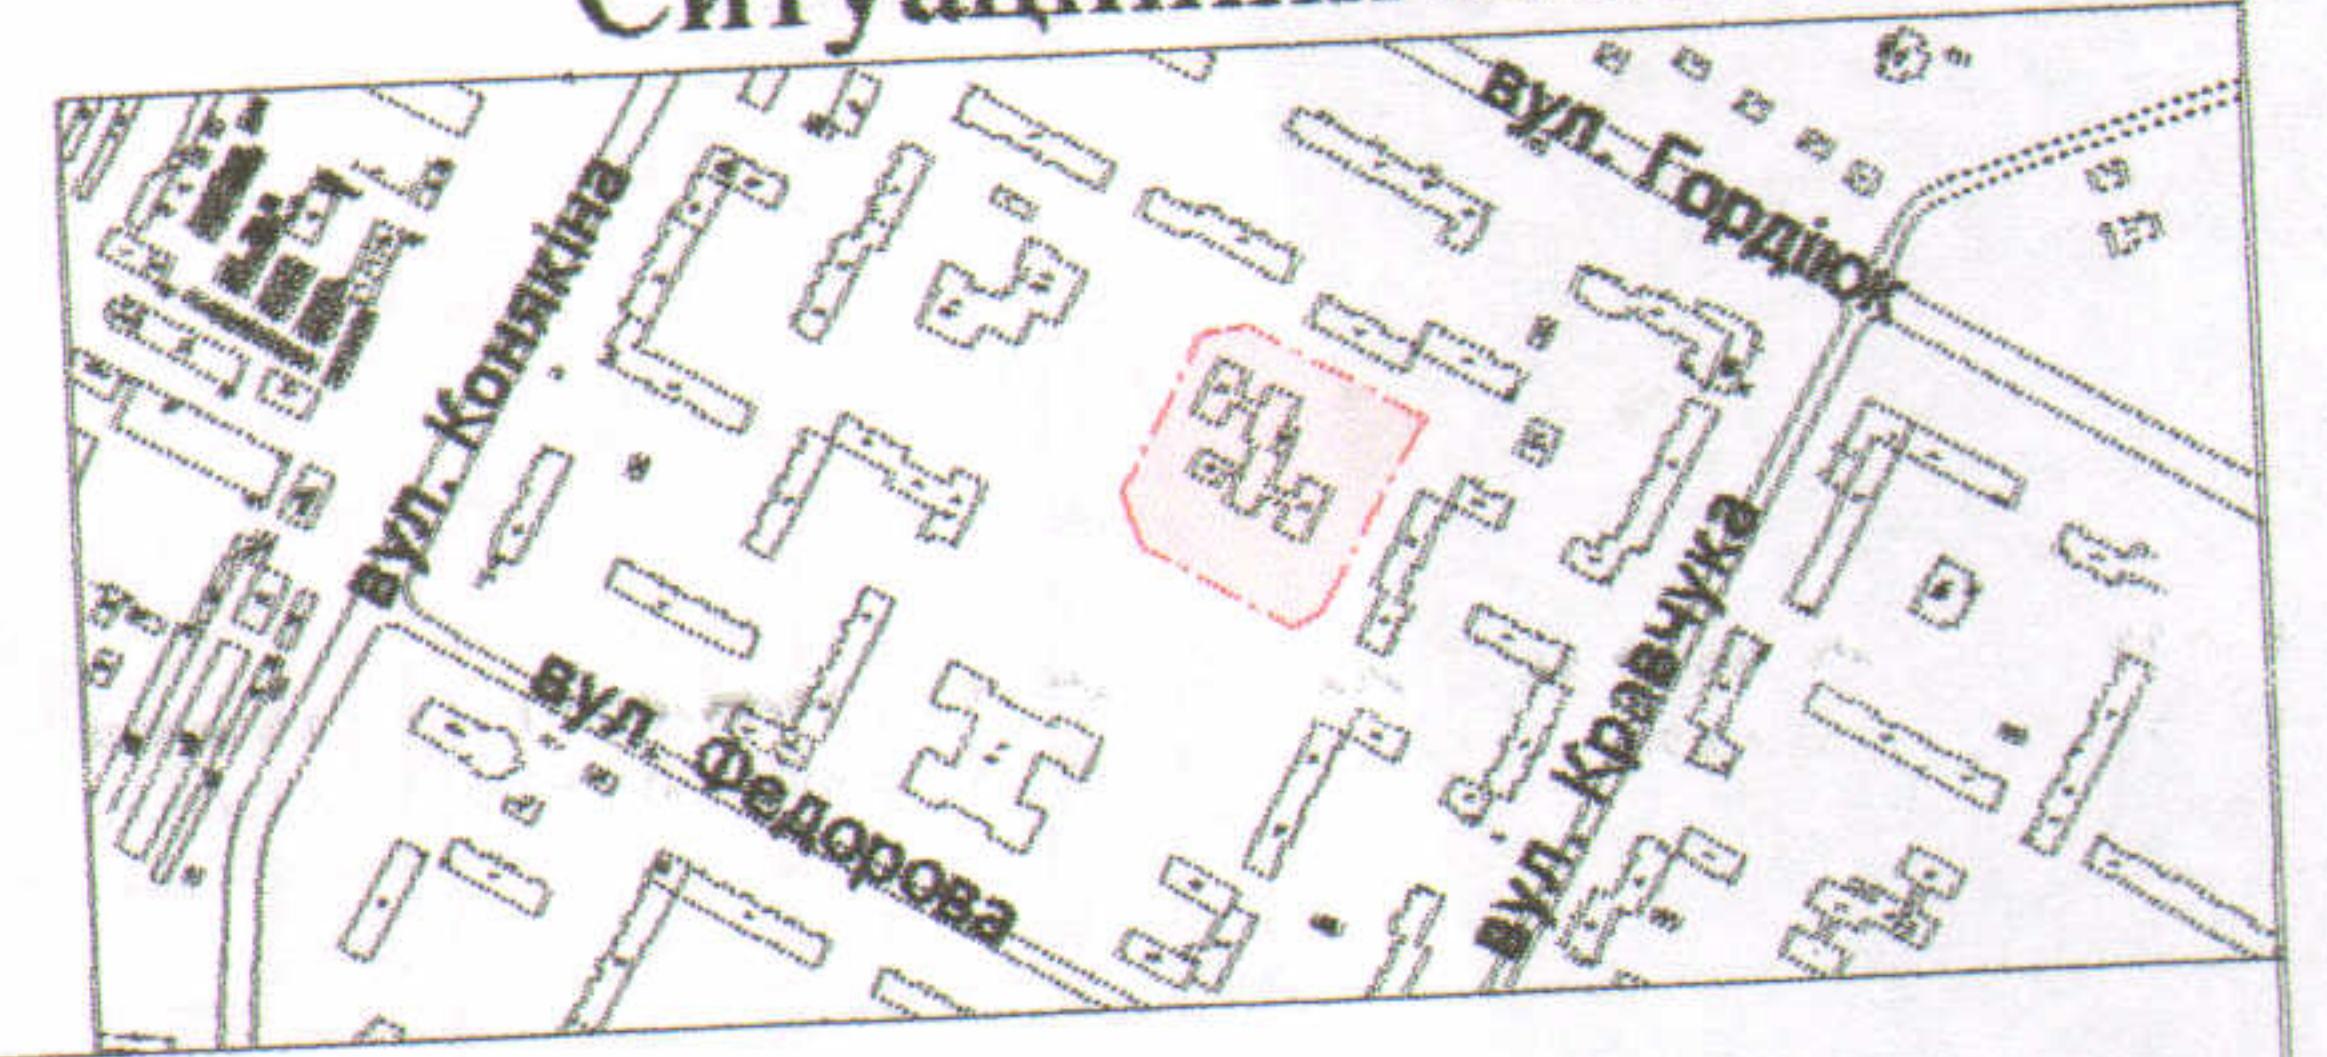 вул. Гордіюк
вул. Конякіна
вул. Кравчука
вул. Федорова